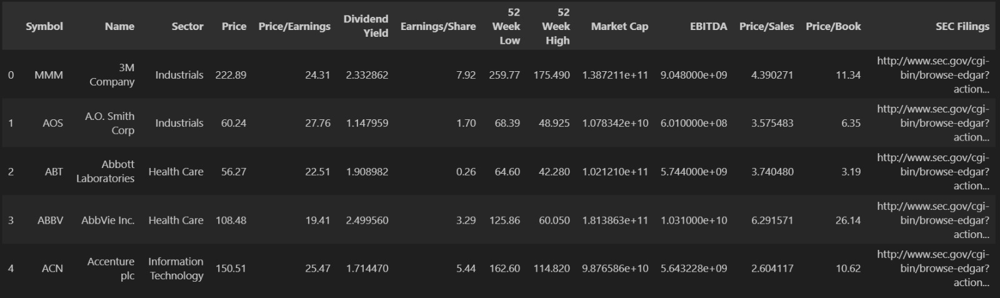 Symbol Name Sector Price Price/Earnings Dividend Yield Earnings/Share 52 Week Low 52 Week High Market Cap EBITDA Price/Sales Price/Book SEC Filings
0 MMM 3M Company Industrials 222.89 24.31 2.332862 7.92 259.77 175.490 1.387211e+11 9.048000e+09 4.390271 11.34 http://www.sec.gov/cgi-bin/browse-edgar?action...
1 AOS A.O. Smith Corp Industrials 60.24 27.76 1.147959 1.70 68.39 48.925 1.078342e+10 6.010000e+08 3.575483 6.35 http://www.sec.gov/cgi-bin/browse-edgar?action...
2 ABT Abbott Laboratories Health Care 56.27 22.51 1.908982 0.26 64.60 42.280 1.021210e+11 5.744000e+09 3.740480 3.19 http://www.sec.gov/cgi-bin/browse-edgar?action...
3 ABBV AbbVie Inc. Health Care 108.48 19.41 2.499560 3.29 125.86 60.050 1.813863e+11 1.031000e+10 6.291571 26.14 http://www.sec.gov/cgi-bin/browse-edgar?action...
4 ACN Accenture plc Information Technology 150.51 25.47 1.714470 5.44 162.60 114.820 9.876586e+10 5.643228e+09 2.604117 10.62 http://www.sec.gov/cgi-bin/browse-edgar?action...